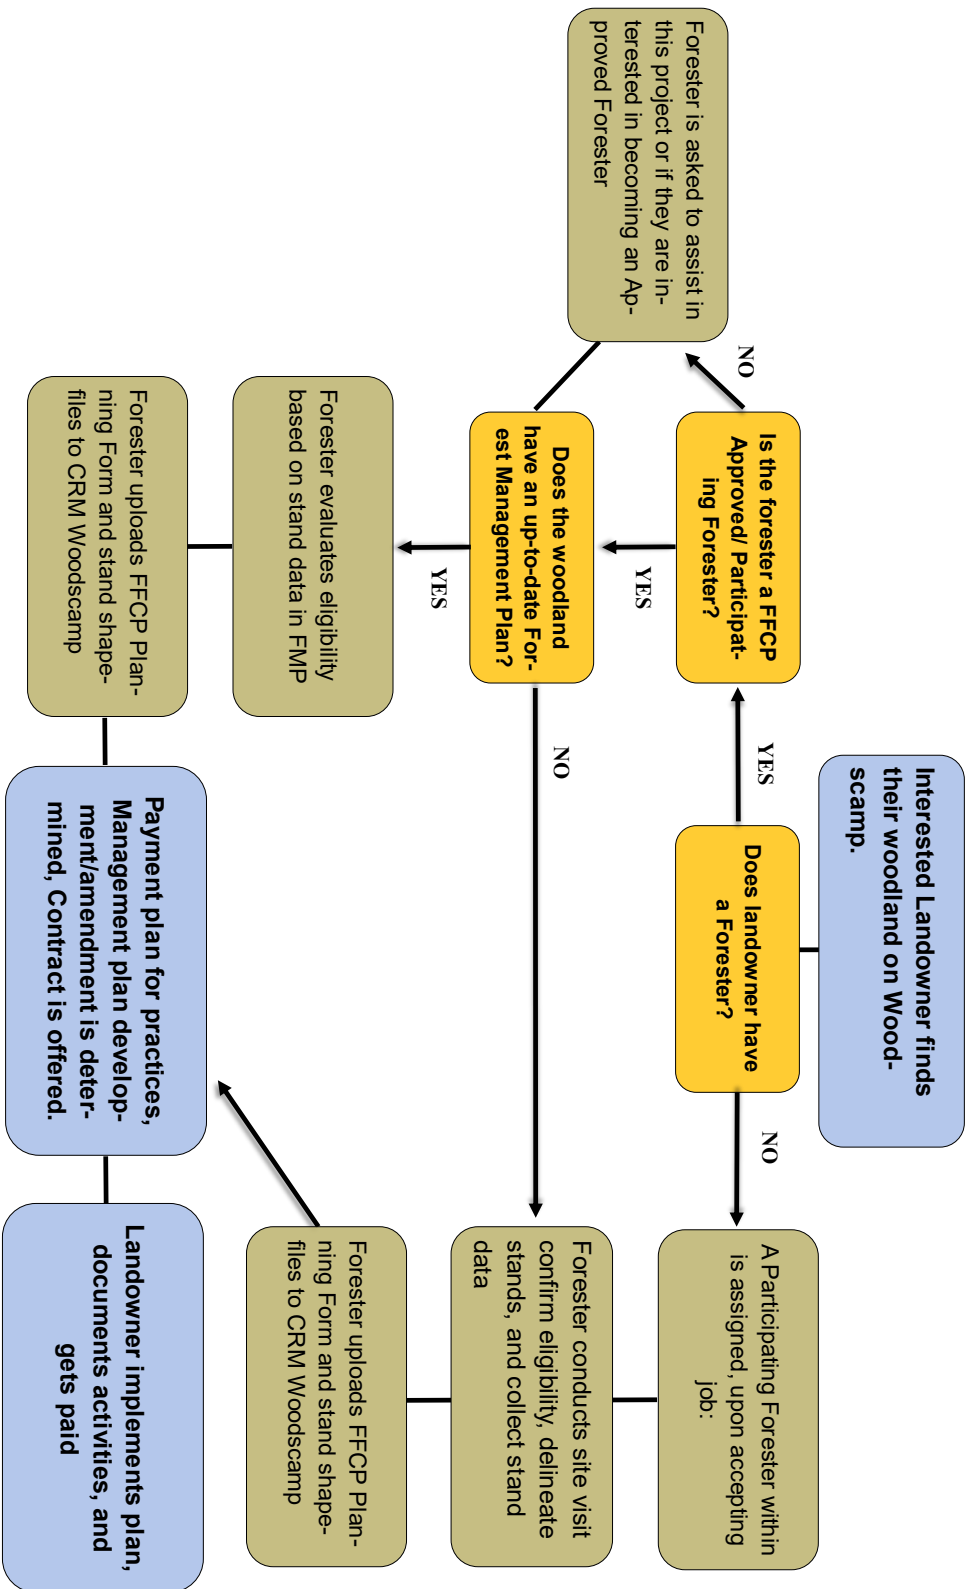 Interested Landowner finds
their woodland on Wood-
scamp.
Does landowner have
a Forester?
YES
NO
Is the forester a FFCP
Approved/ Participat-
ing Forester?
NO
YES
Forester is asked to assist in
this project or if they are in-
terested in becoming an Ap-
proved Forester
Does the woodland
have an up-to-date For-
est Management Plan?
YES
NO
Forester evaluates eligibility
based on stand data in FMP
Forester uploads FFCP Plan-
ning Form and stand shape-
files to CRM Woodscamp
A Participating Forester within
is assigned, upon accepting
job:
Forester conducts site visit
confirm eligibility, delineate
stands, and collect stand
data
Forester uploads FFCP Plan-
ning Form and stand shape-
files to CRM Woodscamp
Payment plan for practices,
Management plan develop-
ment/amendment is deter-
mined, Contract is offered.
Landowner implements plan,
documents activities, and
gets paid